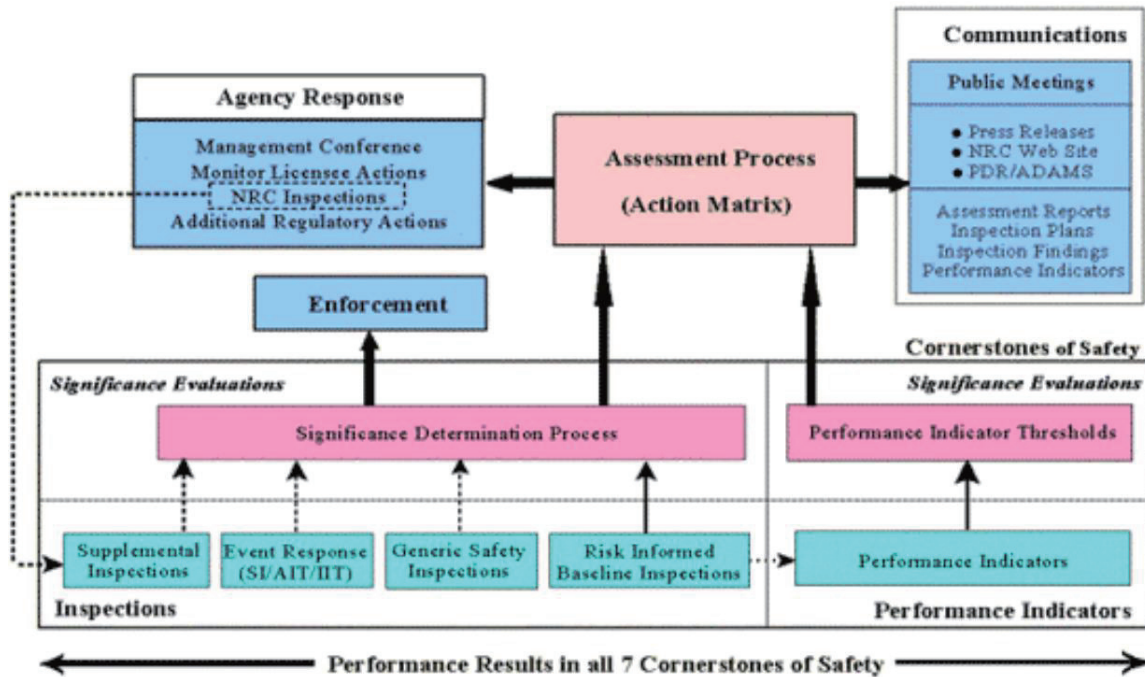 Communications
Public Meetings
● Press Releases
● NRC Web Site
● PDR/ADAMS
Assessment Reports
Inspection Plans
Inspection Findings
Performance Indicators
Agency Response
Management Conference
Monitor Licensee Actions
NRC Inspections
Additional Regulatory Actions
Assessment Process
(Action Matrix)
Enforcement
Cornerstones of Safety
Significance Evaluations
Significance Evaluations
Significance Determination Process
Performance Indicator Thresholds
Supplemental
Inspections
Event Response
(SI/AIT/IIT)
Generic Safety
Inspections
Risk Informed
Baseline Inspections
Performance Indicators
Inspections
Performance Indicators
Performance Results in all 7 Cornerstones of Safety